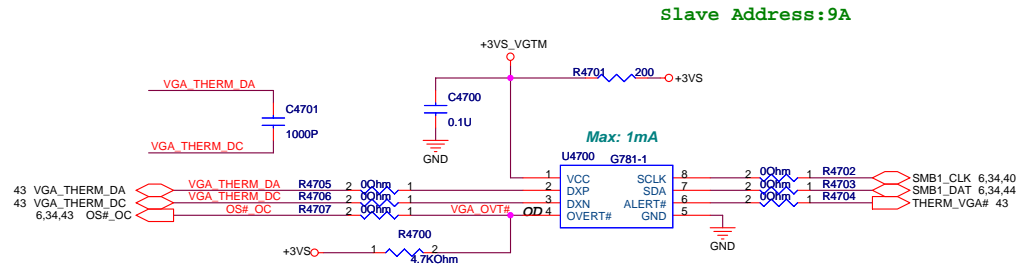 Slave Address:9A
+3VS_VGTM
R4701 200 +3VS
VGA_THERM_DA
C4701
1000P
VGA_THERM_DC
C4700
0.1U
GND
Max: 1mA
U4700 G781-1
1 VCC SCLK 8
2 DXP SDA 7
3 DXN ALERT# 6
4 OVERT# GND 5
43 VGA_THERM_DA VGA_THERM_DA R4705 2 0Ohm 1
43 VGA_THERM_DC VGA_THERM_DC R4706 2 0Ohm 1
6,34,43 OS#_OC OS#_OC R4707 2 0Ohm 1 VGA_OVT# OD
2 0Ohm 1 R4702 SMB1_CLK 6,34,40
2 0Ohm 1 R4703 SMB1_DAT 6,34,44
2 0Ohm 1 R4704 THERM_VGA# 43
GND
+3VS 1 R4700 2
4.7KOhm